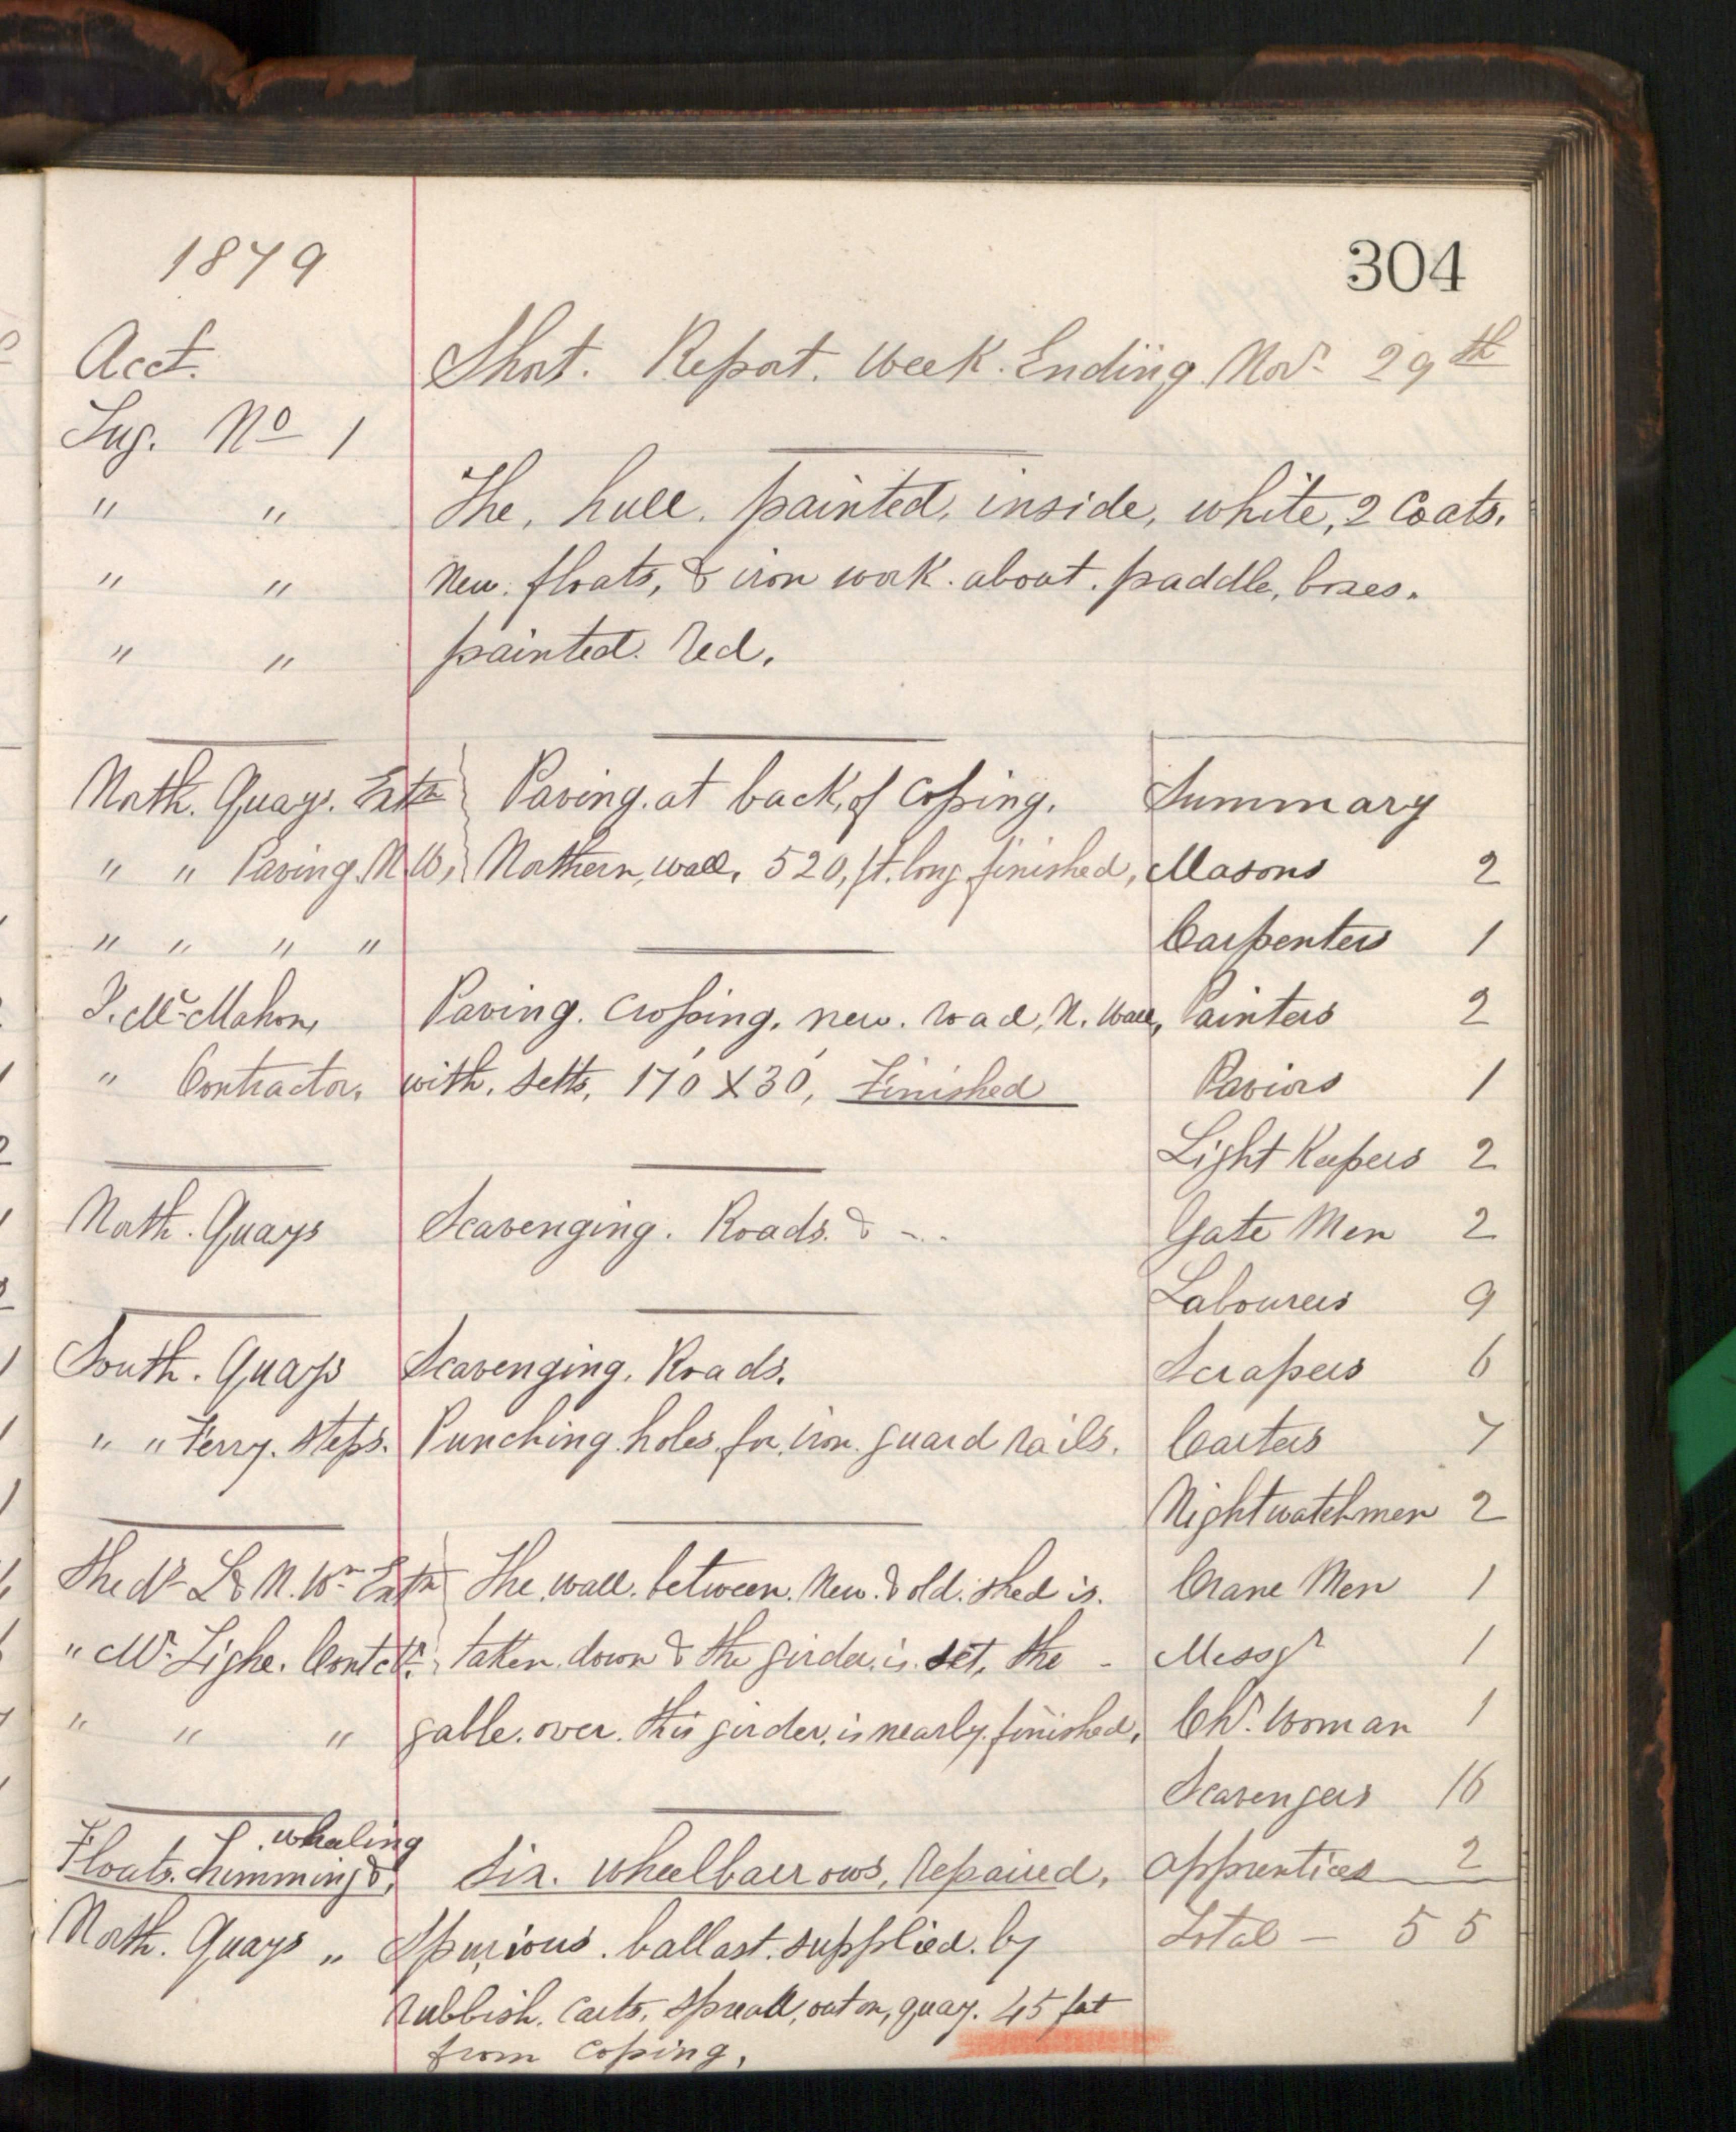 1879
304
Acct. Short. Report. Week. Ending. Novr. 29th
Tug. No 1
" " The, hull. painted, inside, white, 2 Coats.
" " New. floats, & iron work. about. paddle, boxes.
" " painted. Red.
North. Quays. Extn Paving. at back, of Coping. Summary
" " Paving. N W, Northern, wall, 520, ft. long finished, Masons 2
" " " " Carpenters 1
J. McMahon, Paving. Crossing. new. road, N. Wall, Painters 2
" Contractor, with. Setts, 170' X 30', Finished Paviors 1
Light Keepers 2
North. Quays Scavenging. Roads. & -.. Gate Men 2
Labourers 9
South. Quays Scavenging. Roads. Scrapers 6
" " Ferry. Steps. Punching. holes. for. iron. guard rails. Carters 7
Nightwatchmen 2
Shed L & N. Wn Extn The. wall. between. New. & old. shed is. Crane Men 1
" Mr. Lighe. Contctr. taken. down & the girder. is. set, the - Messgr 1
" " " gable. over. this girder, is nearly. finished, Chr. Woman 1
Scavengers 16
wheeling
Floats. trimming &, Six. wheelbarrows, repaired, apprentices 2
North. Quays " Spurious. ballast. supplied. by Total - 55
rubbish. carts, spread, out on, quay. 45 feet
from coping.